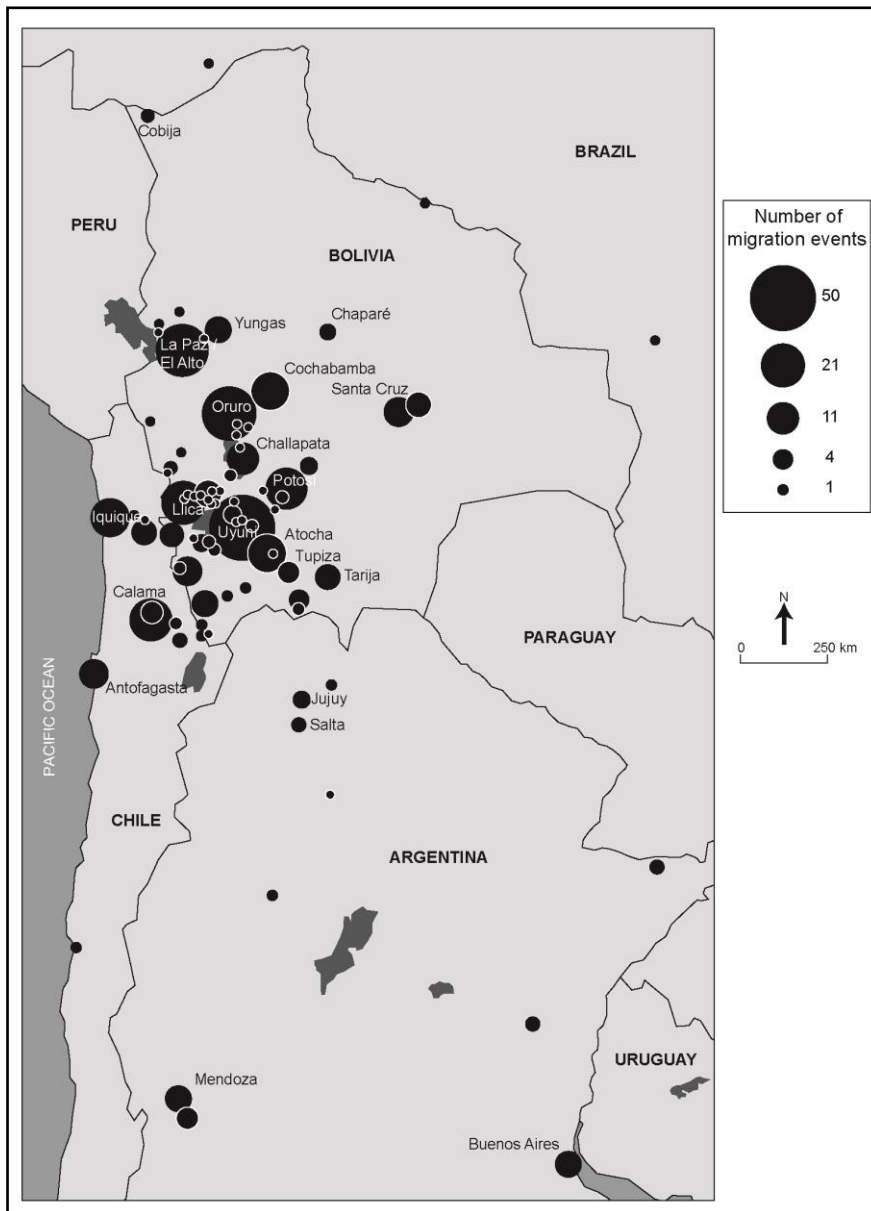 Cobija
BRAZIL
PERU
BOLIVIA
Yungas
Chaparé
La Paz /
El Alto
Cochabamba
Santa Cruz
Oruro
Challapata
Potosí
Llica
Iquique
Uyuni
Atocha
Tupiza
Tarija
Calama
PARAGUAY
Antofagasta
Jujuy
Salta
PACIFIC OCEAN
CHILE
ARGENTINA
URUGUAY
Mendoza
Buenos Aires
Number of
migration events
50
21
11
4
1
N
0 250 km